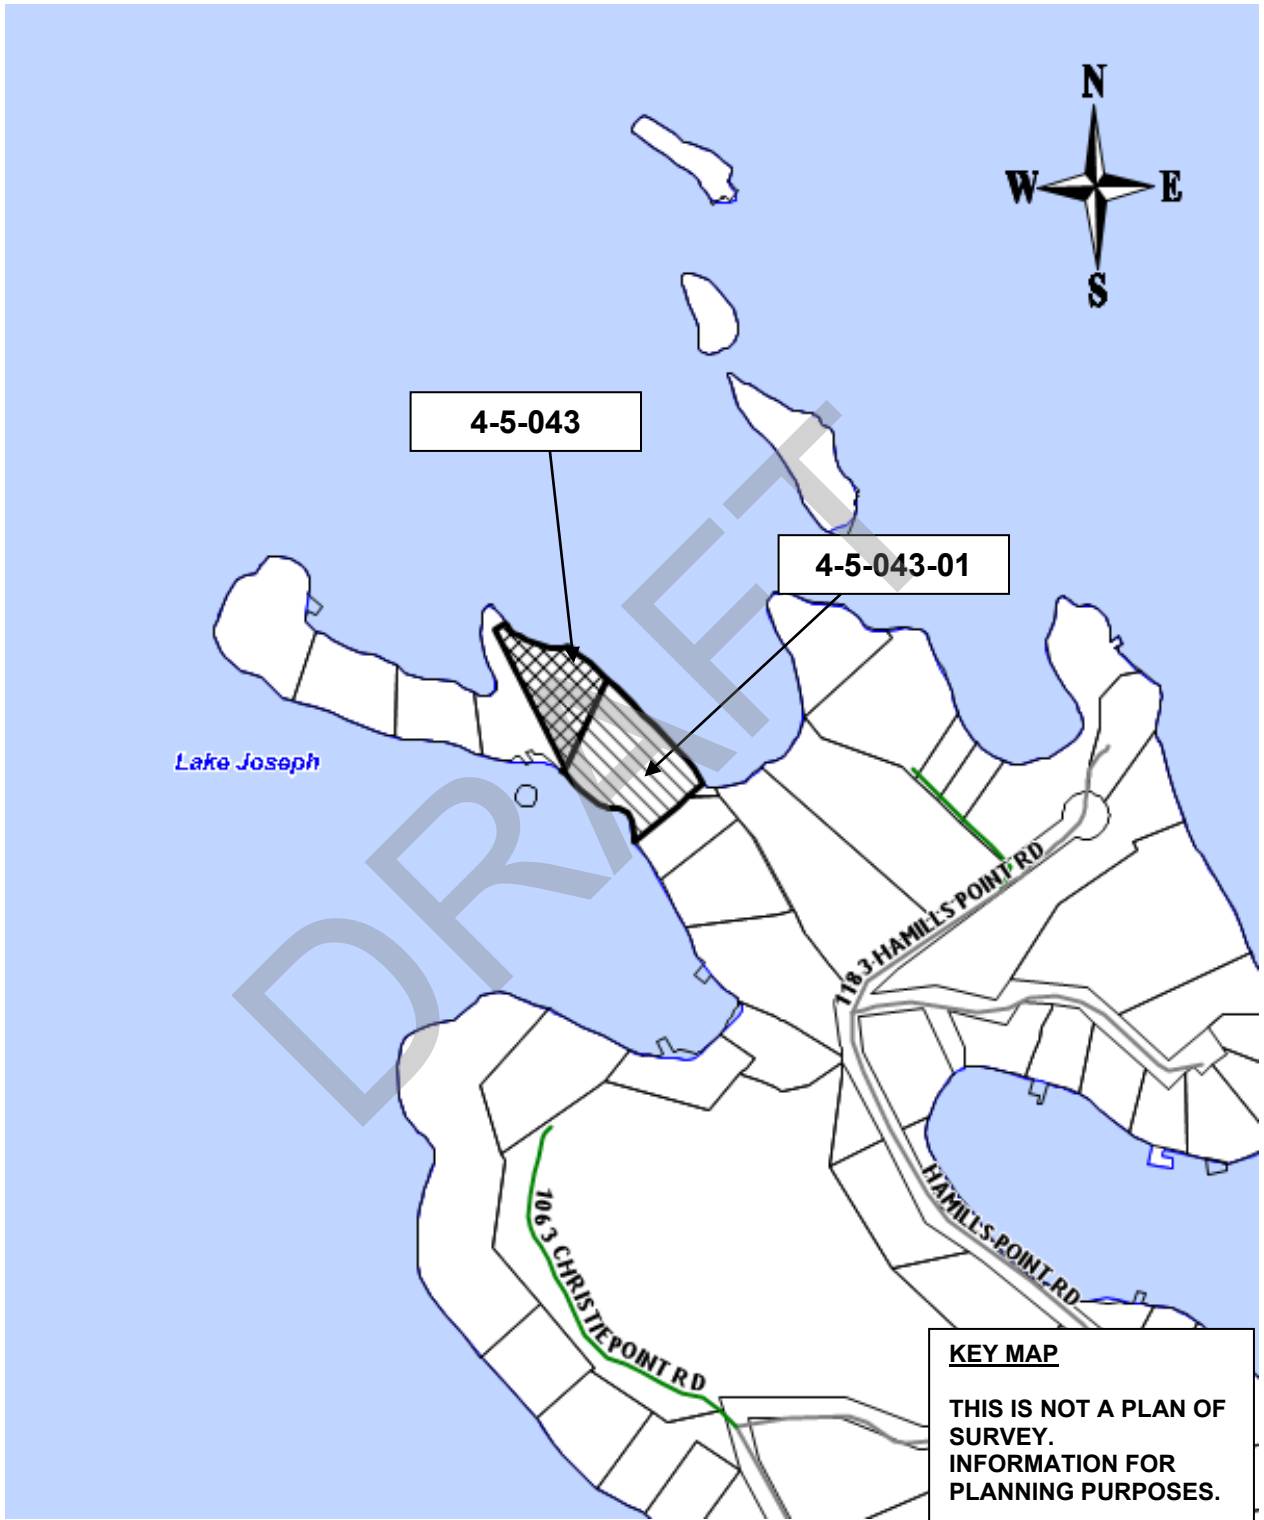 N
W E
S
4-5-043
4-5-043-01
Lake Joseph
DRAFT
1183 HAMILLS POINT RD
HAMILLS POINT RD
1063 CHRISTIE POINT RD
KEY MAP
THIS IS NOT A PLAN OF
SURVEY.
INFORMATION FOR
PLANNING PURPOSES.